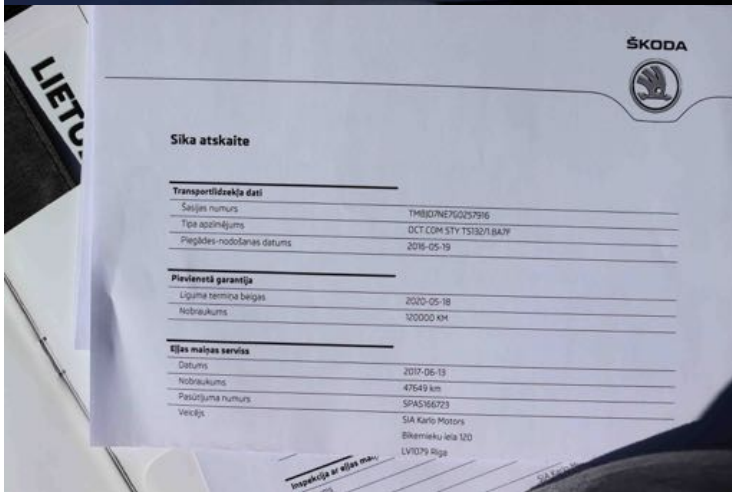 LIETO
ŠKODA
Sīka atskaite
Transportlīdzekļa dati
Šasijas numurs TMBJD7NE7G0257916
Tipa apzīmējums OCT COM STY TS132/1.8A7F
Piegādes-nodošanas datums 2016-05-19
Pievienotā garantija
Līguma termiņa beigas 2020-05-18
Nobraukums 120000 KM
Eļļas maiņas serviss
Datums 2017-06-13
Nobraukums 47649 km
Pasūtījuma numurs SPAS166723
Veicējs SIA Karlo Motors
Biķernieku iela 120
LV1079 Rīga
Inspekcija ar eļļas